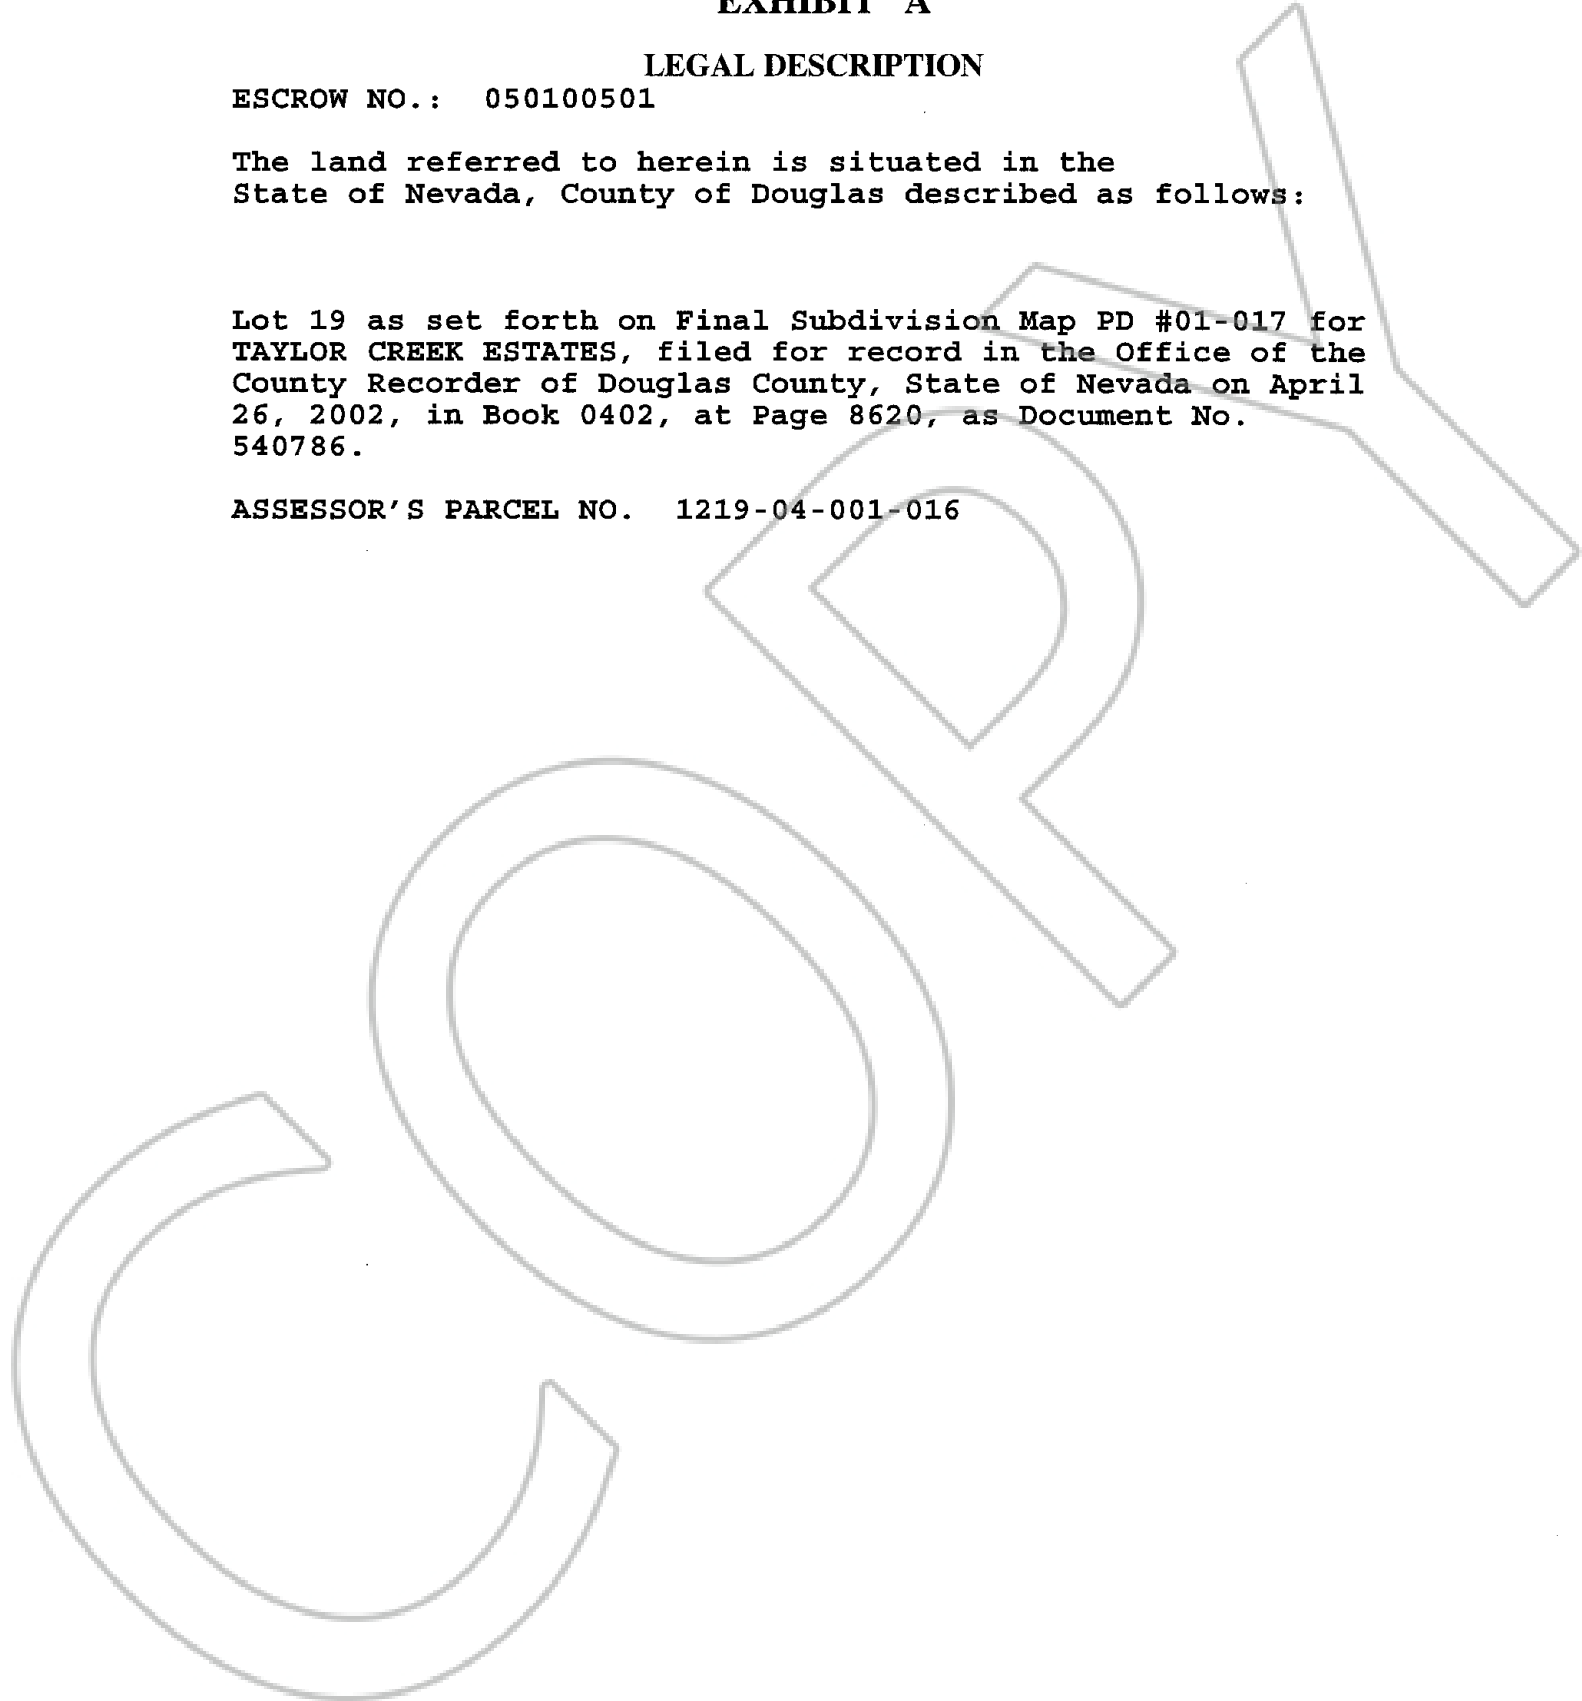 EXHIBIT "A"
LEGAL DESCRIPTION
ESCROW NO.: 050100501
The land referred to herein is situated in the
State of Nevada, County of Douglas described as follows:
Lot 19 as set forth on Final Subdivision Map PD #01-017 for
TAYLOR CREEK ESTATES, filed for record in the Office of the
County Recorder of Douglas County, State of Nevada on April
26, 2002, in Book 0402, at Page 8620, as Document No.
540786.
ASSESSOR'S PARCEL NO. 1219-04-001-016
COPY